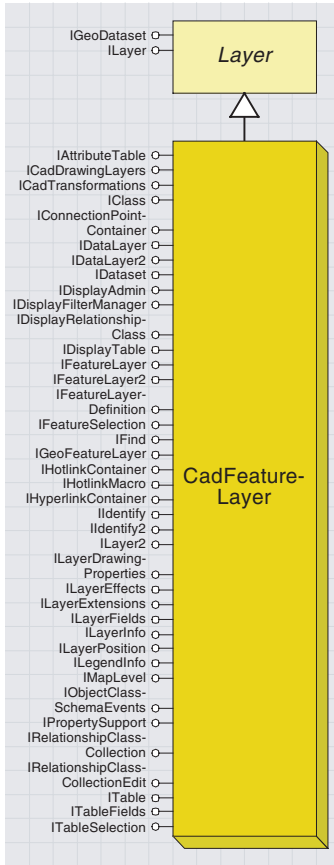 IGeoDataset
ILayer
Layer
IAttributeTable
ICadDrawingLayers
ICadTransformations
IClass
IConnectionPoint-
Container
IDataLayer
IDataLayer2
IDataset
IDisplayAdmin
IDisplayFilterManager
IDisplayRelationship-
Class
IDisplayTable
IFeatureLayer
IFeatureLayer2
IFeatureLayer-
Definition
IFeatureSelection
IFind
IGeoFeatureLayer
IHotlinkContainer
IHotlinkMacro
IHyperlinkContainer
IIdentify
IIdentify2
ILayer2
ILayerDrawing-
Properties
ILayerEffects
ILayerExtensions
ILayerFields
ILayerInfo
ILayerPosition
ILegendInfo
IMapLevel
IObjectClass-
SchemaEvents
IPropertySupport
IRelationshipClass-
Collection
IRelationshipClass-
CollectionEdit
ITable
ITableFields
ITableSelection
CadFeature-
Layer